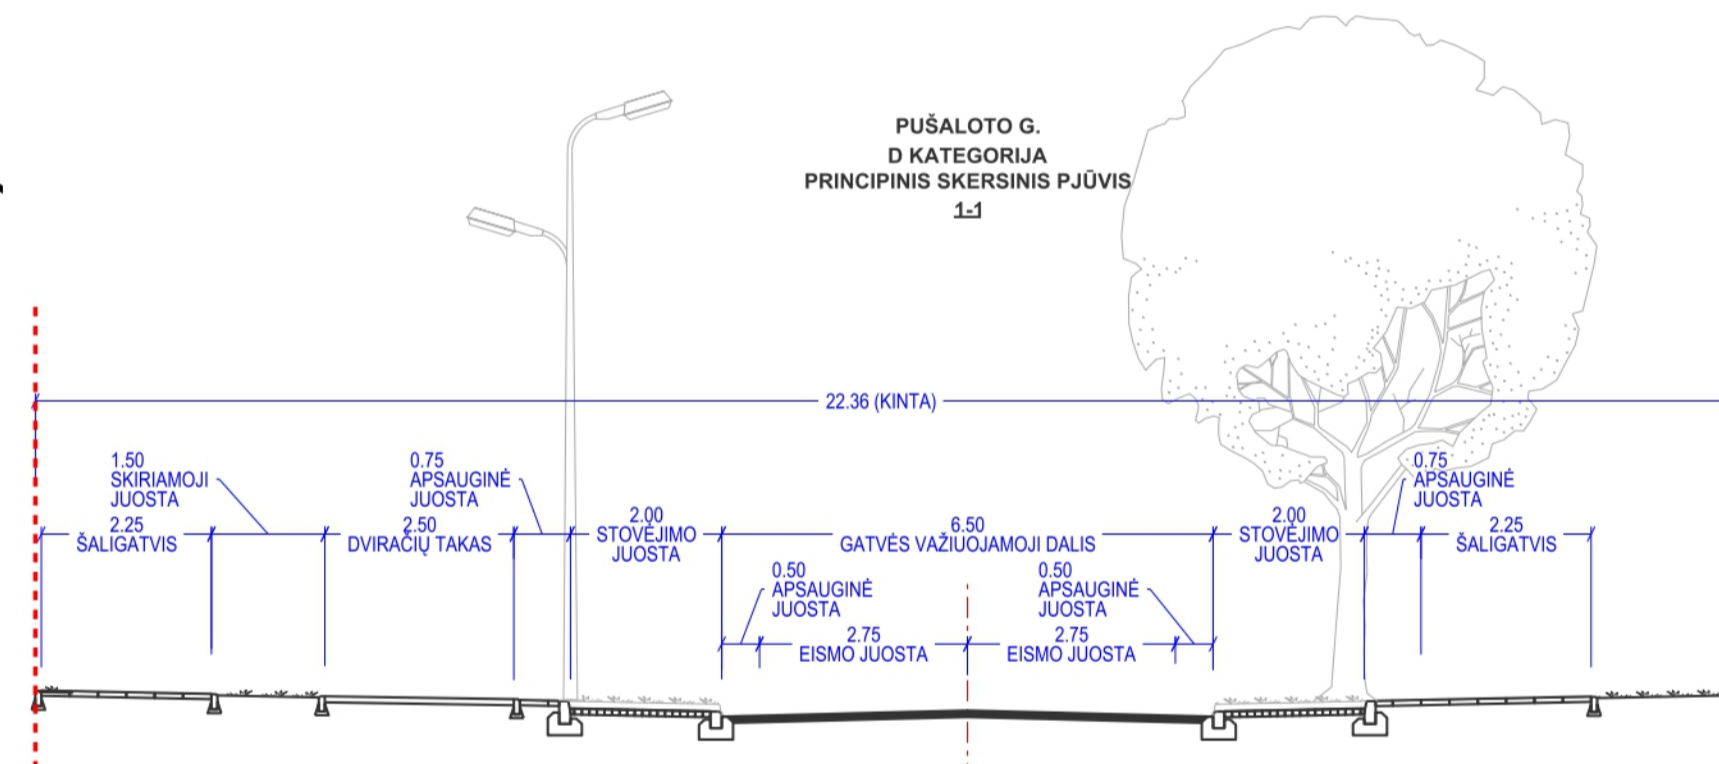 PUŠALOTO G.
D KATEGORIJA
PRINCIPINIS SKERSINIS PJŪVIS
1-1
22.36 (KINTA)
1.50
SKIRIAMOJI
JUOSTA
0.75
APSAUGINĖ
JUOSTA
0.75
APSAUGINĖ
JUOSTA
2.25
ŠALIGATVIS
2.50
DVIRAČIŲ TAKAS
2.00
STOVĖJIMO
JUOSTA
6.50
GATVĖS VAŽIUOJAMOJI DALIS
2.00
STOVĖJIMO
JUOSTA
2.25
ŠALIGATVIS
0.50
APSAUGINĖ
JUOSTA
0.50
APSAUGINĖ
JUOSTA
2.75
EISMO JUOSTA
2.75
EISMO JUOSTA